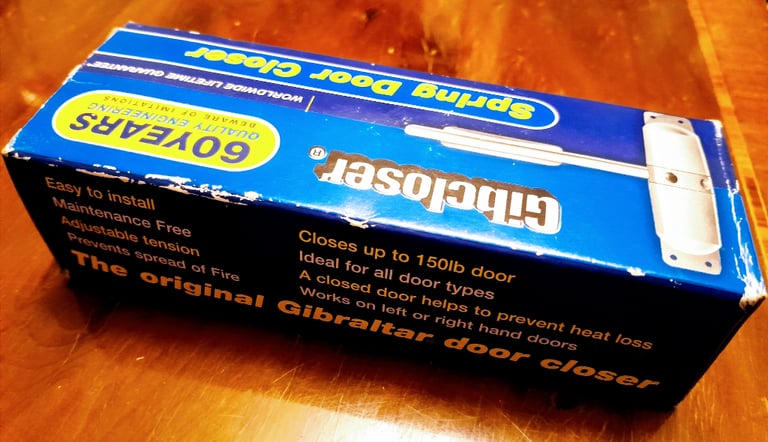 Spring Door Closer
WORLDWIDE LIFETIME GUARANTEE
60YEARS
QUALITY ENGINEERING
BEWARE OF IMITATIONS
Gibcloser®
Easy to install
Maintenance Free
Adjustable tension
Prevents spread of Fire
Closes up to 150lb door
Ideal for all door types
A closed door helps to prevent heat loss
Works on left or right hand doors
The original Gibraltar door closer